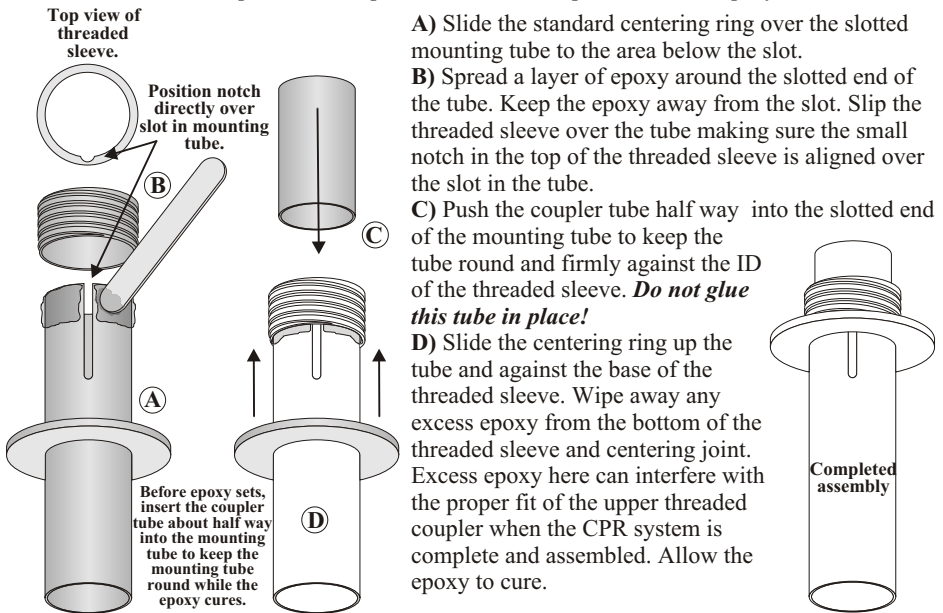 Top view of
threaded
sleeve.
Position notch
directly over
slot in mounting
tube.
B
C
A
Before epoxy sets,
insert the coupler
tube about half way
into the mounting
tube to keep the
mounting tube
round while the
epoxy cures.
D
A) Slide the standard centering ring over the slotted
mounting tube to the area below the slot.
B) Spread a layer of epoxy around the slotted end of
the tube. Keep the epoxy away from the slot. Slip the
threaded sleeve over the tube making sure the small
notch in the top of the threaded sleeve is aligned over
the slot in the tube.
C) Push the coupler tube half way into the slotted end
of the mounting tube to keep the
tube round and firmly against the ID
of the threaded sleeve. Do not glue
this tube in place!
D) Slide the centering ring up the
tube and against the base of the
threaded sleeve. Wipe away any
excess epoxy from the bottom of the
threaded sleeve and centering joint.
Excess epoxy here can interfere with
the proper fit of the upper threaded
coupler when the CPR system is
complete and assembled. Allow the
epoxy to cure.
Completed
assembly